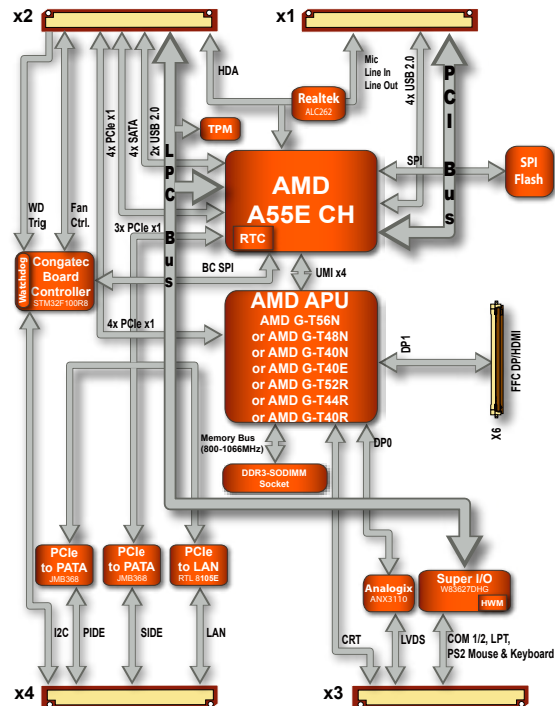 x2
x1
HDA
Mic
Line In
Line Out
4x USB 2.0
PCI Bus
Realtek
ALC262
4x PCIe x1
4x SATA
2x USB 2.0
LPC Bus
TPM
SPI
SPI
Flash
AMD
A55E CH
RTC
WD
Trig
Fan
Ctrl.
3x PCIe x1
Watchdog
Congatec
Board
Controller
STM32F100R8
BC SPI
UMI x4
4x PCIe x1
AMD APU
AMD G-T56N
or AMD G-T48N
or AMD G-T40N
or AMD G-T40E
or AMD G-T52R
or AMD G-T44R
or AMD G-T40R
DP1
FFC DP/HDMI
X6
Memory Bus
(800-1066MHz)
DP0
DDR3-SODIMM
Socket
PCIe
to PATA
JMB368
PCIe
to PATA
JMB368
PCIe
to LAN
RTL 8105E
Analogix
ANX3110
Super I/O
W83627DHG
HWM
I2C
PIDE
SIDE
LAN
CRT
LVDS
COM 1/2, LPT,
PS2 Mouse & Keyboard
x4
x3